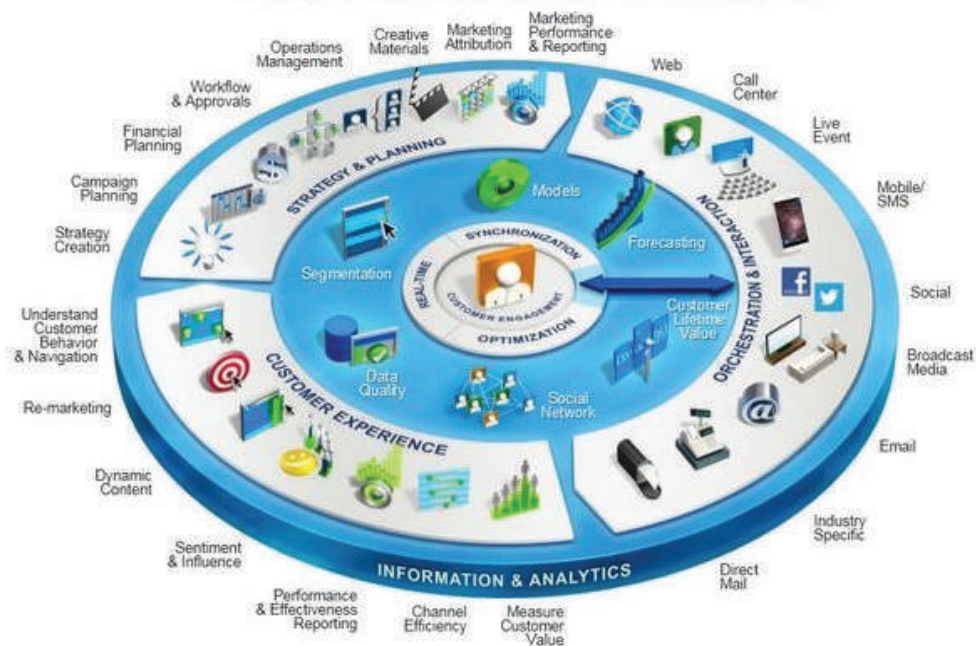 Marketing
Performance
& Reporting
Marketing
Attribution
Creative
Materials
Operations
Management
Workflow
& Approvals
Financial
Planning
Campaign
Planning
Strategy
Creation
Web
Call
Center
Live
Event
Mobile/
SMS
Social
Broadcast
Media
Email
Industry
Specific
Direct
Mail
Understand
Customer
Behavior
& Navigation
Re-marketing
Dynamic
Content
Sentiment
& Influence
Performance
& Effectiveness
Reporting
Channel
Efficiency
Measure
Customer
Value
STRATEGY & PLANNING
ORCHESTRATION & INTERACTION
CUSTOMER EXPERIENCE
Models
Forecasting
Segmentation
Customer
Lifetime
Value
Data
Quality
Social
Network
SYNCHRONIZATION
REAL-TIME
CUSTOMER ENGAGEMENT
OPTIMIZATION
INFORMATION & ANALYTICS